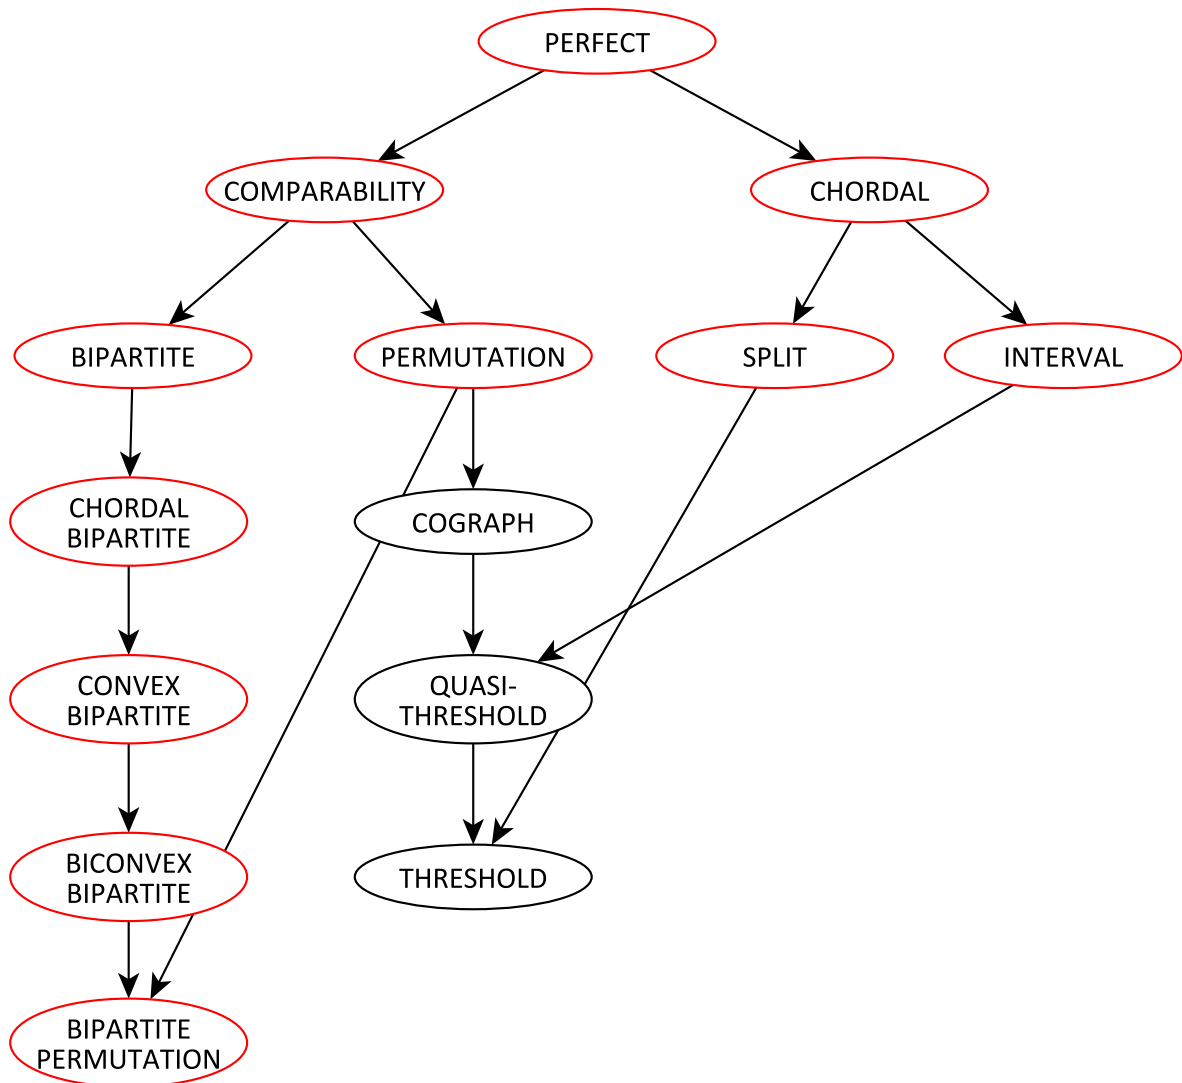 PERFECT
COMPARABILITY
CHORDAL
BIPARTITE
PERMUTATION
SPLIT
INTERVAL
CHORDAL
BIPARTITE
COGRAPH
CONVEX
BIPARTITE
QUASI-
THRESHOLD
BICONVEX
BIPARTITE
THRESHOLD
BIPARTITE
PERMUTATION